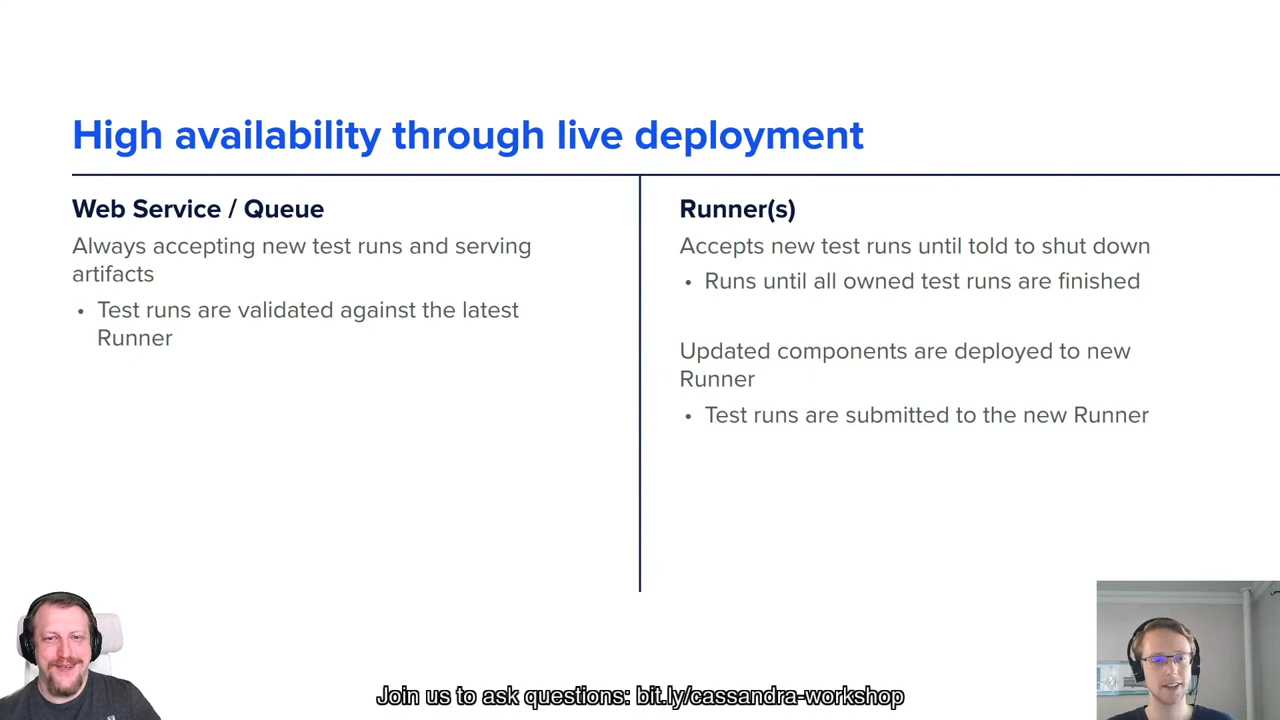 High availability through live deployment
Web Service / Queue
Always accepting new test runs and serving
artifacts
• Test runs are validated against the latest
Runner
Runner(s)
Accepts new test runs until told to shut down
• Runs until all owned test runs are finished
Updated components are deployed to new
Runner
• Test runs are submitted to the new Runner
Join us to ask questions: bit.ly/cassandra-workshop